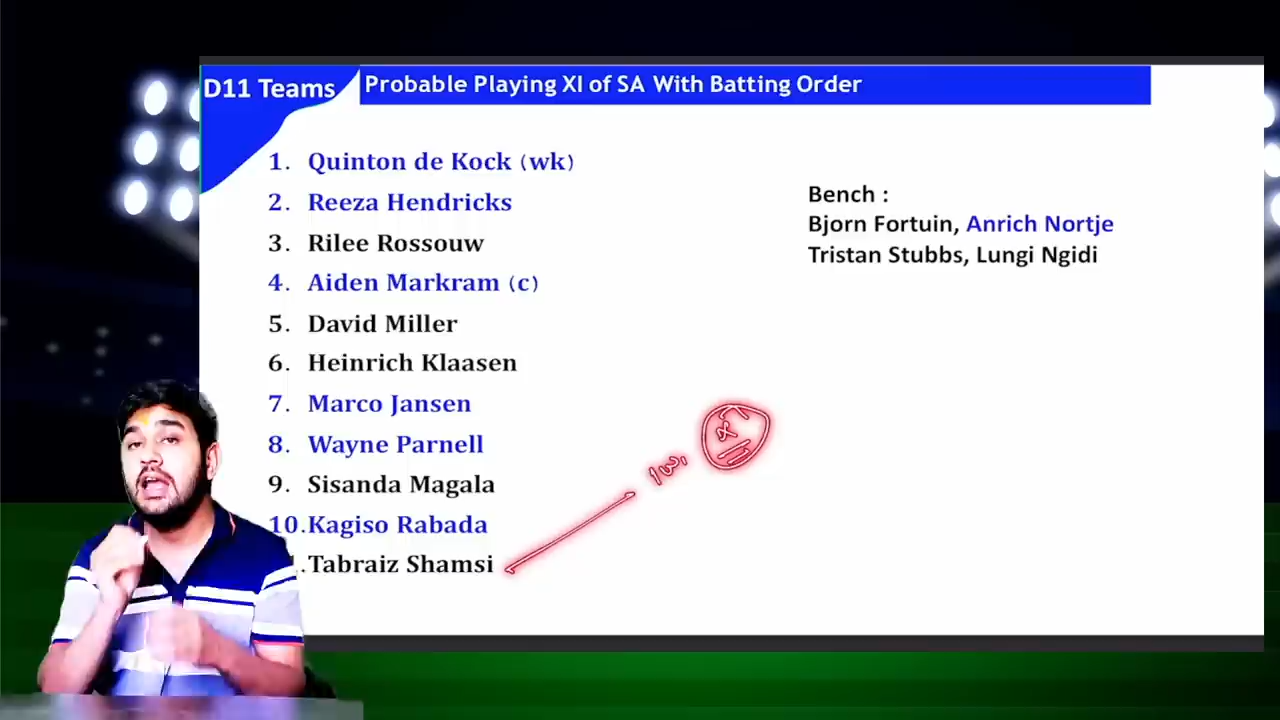 D11 Teams
Probable Playing XI of SA With Batting Order
1. Quinton de Kock (wk)
2. Reeza Hendricks
3. Rilee Rossouw
4. Aiden Markram (c)
5. David Miller
6. Heinrich Klaasen
7. Marco Jansen
8. Wayne Parnell
9. Sisanda Magala
10. Kagiso Rabada
.Tabraiz Shamsi
Bench :
Bjorn Fortuin, Anrich Nortje
Tristan Stubbs, Lungi Ngidi